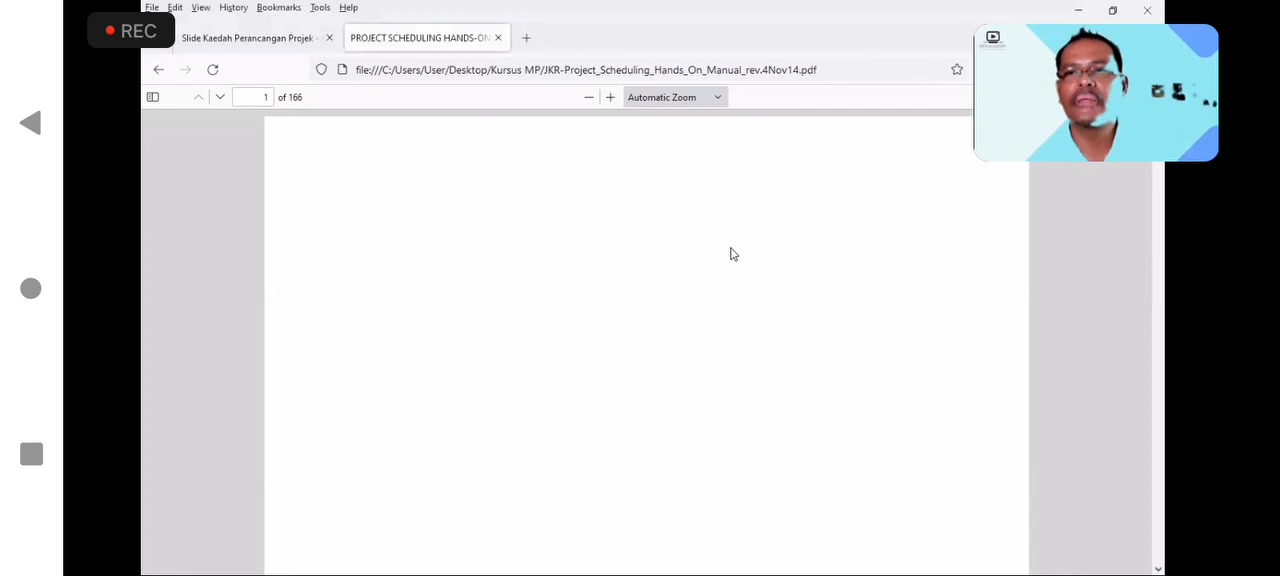 File Edit View History Bookmarks Tools Help
REC
Slide Kaedah Perancangan Projek -
PROJECT SCHEDULING HANDS-ON
file:///C:/Users/User/Desktop/Kursus MP/JKR-Project_Scheduling_Hands_On_Manual_rev.4Nov14.pdf
1 of 166
Automatic Zoom